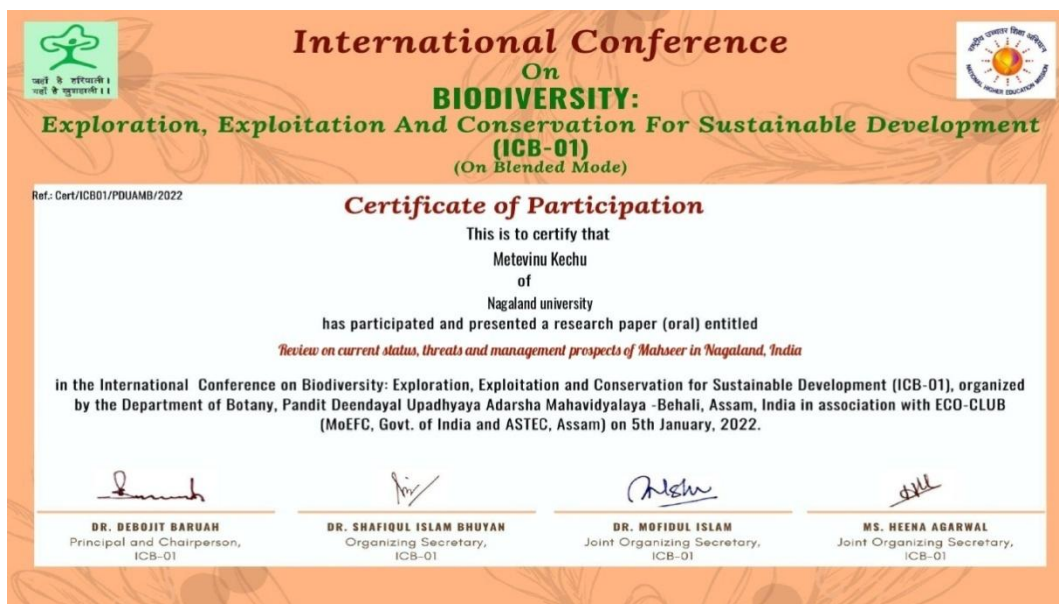 International Conference
On
BIODIVERSITY:
Exploration, Exploitation And Conservation For Sustainable Development
(ICB-01)
(On Blended Mode)
जहाँ है हरियाली।
वहाँ है खुशहाली।।
राष्ट्रीय उच्चतर शिक्षा अभियान
NATIONAL HIGHER EDUCATION MISSION
Ref.: Cert/ICB01/PDUAMB/2022
Certificate of Participation
This is to certify that
Metevinu Kechu
of
Nagaland university
has participated and presented a research paper (oral) entitled
Review on current status, threats and management prospects of Mahseer in Nagaland, India
in the International Conference on Biodiversity: Exploration, Exploitation and Conservation for Sustainable Development (ICB-01), organized
by the Department of Botany, Pandit Deendayal Upadhyaya Adarsha Mahavidyalaya -Behali, Assam, India in association with ECO-CLUB
(MoEFC, Govt. of India and ASTEC, Assam) on 5th January, 2022.
DR. DEBOJIT BARUAH
Principal and Chairperson,
ICB-01
DR. SHAFIQUL ISLAM BHUYAN
Organizing Secretary,
ICB-01
DR. MOFIDUL ISLAM
Joint Organizing Secretary,
ICB-01
MS. HEENA AGARWAL
Joint Organizing Secretary,
ICB-01